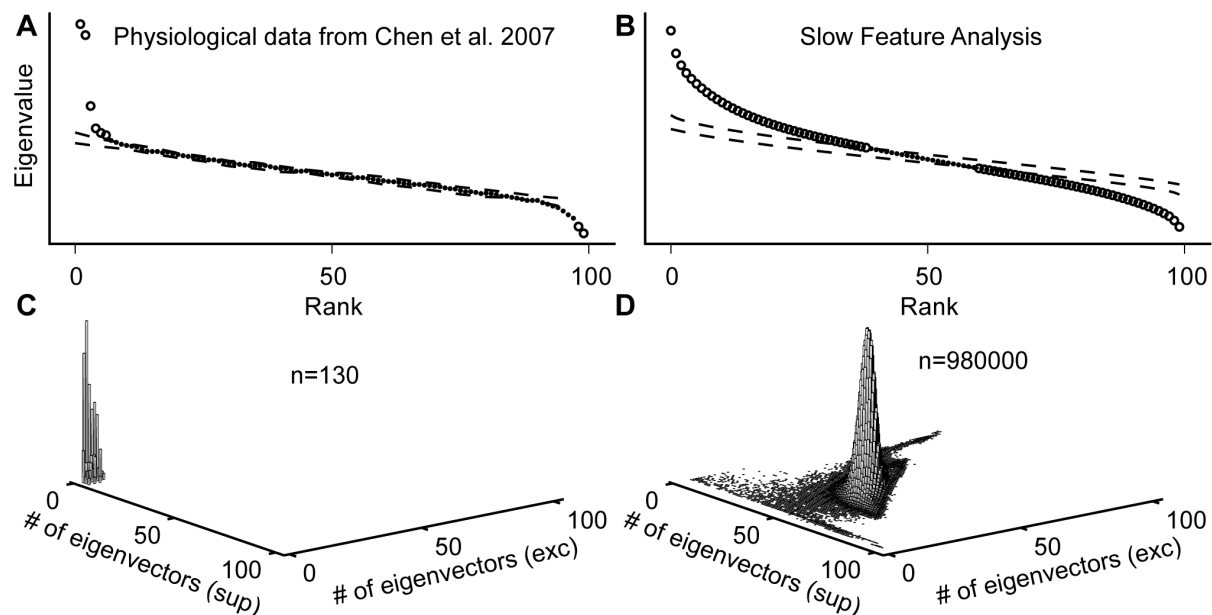 A
Physiological data from Chen et al. 2007
Eigenvalue
0
50
100
Rank
B
Slow Feature Analysis
0
50
100
Rank
C
n=130
0
50
100
# of eigenvectors (sup)
0
50
100
# of eigenvectors (exc)
D
n=980000
0
50
100
# of eigenvectors (sup)
0
50
100
# of eigenvectors (exc)